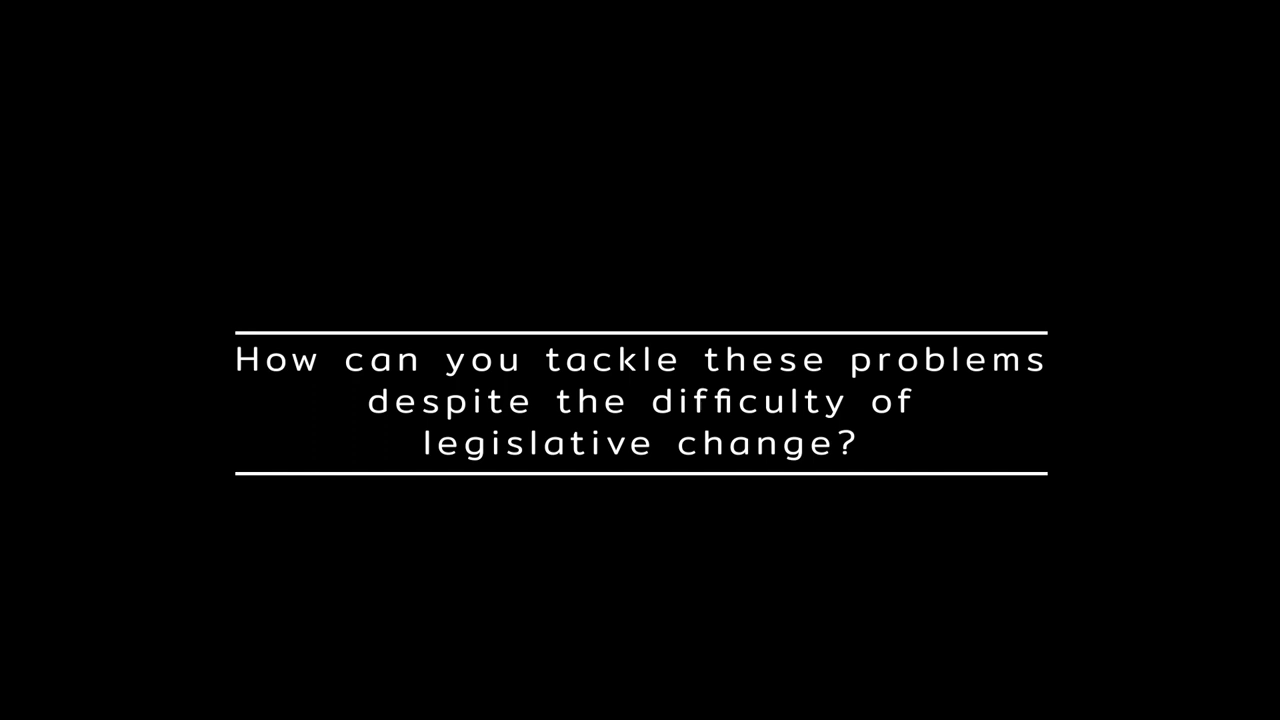 How can you tackle these problems
despite the difficulty of
legislative change?